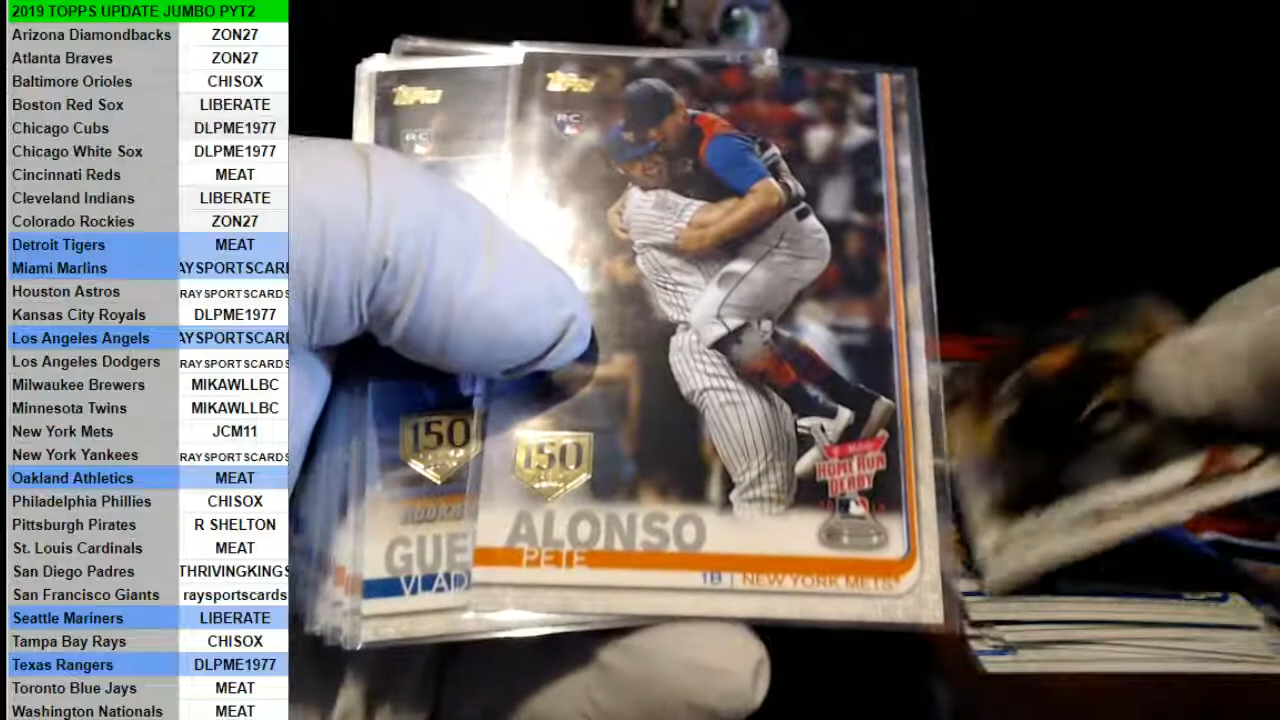 2019 TOPPS UPDATE JUMBO PYT2
Arizona Diamondbacks ZON27
Atlanta Braves ZON27
Baltimore Orioles CHISOX
Boston Red Sox LIBERATE
Chicago Cubs DLPME1977
Chicago White Sox DLPME1977
Cincinnati Reds MEAT
Cleveland Indians LIBERATE
Colorado Rockies ZON27
Detroit Tigers MEAT
Miami Marlins AYSPORTSCARI
Houston Astros RAYSPORTSCARDS
Kansas City Royals DLPME1977
Los Angeles Angels AYSPORTSCARI
Los Angeles Dodgers RAYSPORTSCARDS
Milwaukee Brewers MIKAWLLBC
Minnesota Twins MIKAWLLBC
New York Mets JCM11
New York Yankees RAYSPORTSCARDS
Oakland Athletics MEAT
Philadelphia Phillies CHISOX
Pittsburgh Pirates R SHELTON
St. Louis Cardinals MEAT
San Diego Padres THRIVINGKINGS
San Francisco Giants raysportscards
Seattle Mariners LIBERATE
Tampa Bay Rays CHISOX
Texas Rangers DLPME1977
Toronto Blue Jays MEAT
Washington Nationals MEAT
Topps
RC
150
GUE
VLAD
Topps
RC
150
HOME RUN
DERBY
ALONSO
PETE
1B | NEW YORK METS